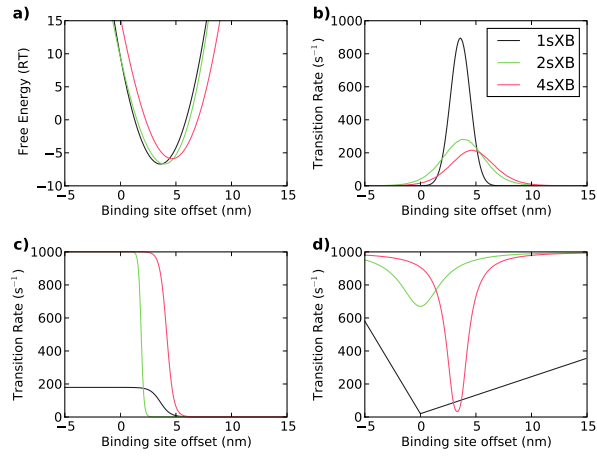 a)
Free Energy (RT)
15
10
5
0
−5
−10
−5 0 5 10 15
Binding site offset (nm)
b)
Transition Rate (s⁻¹)
1000
800
600
400
200
0
−5 0 5 10 15
Binding site offset (nm)
1sXB
2sXB
4sXB
c)
Transition Rate (s⁻¹)
1000
800
600
400
200
0
−5 0 5 10 15
Binding site offset (nm)
d)
Transition Rate (s⁻¹)
1000
800
600
400
200
0
−5 0 5 10 15
Binding site offset (nm)